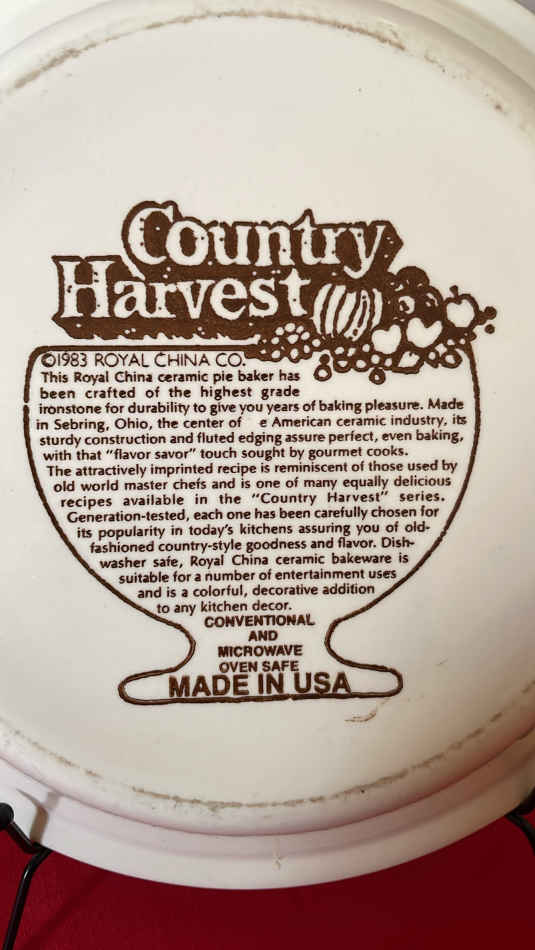 Country
Harvest
©1983 ROYAL CHINA CO.
This Royal China ceramic pie baker has
been crafted of the highest grade
ironstone for durability to give you years of baking pleasure. Made
in Sebring, Ohio, the center of e American ceramic industry, its
sturdy construction and fluted edging assure perfect, even baking,
with that "flavor savor" touch sought by gourmet cooks.
The attractively imprinted recipe is reminiscent of those used by
old world master chefs and is one of many equally delicious
recipes available in the "Country Harvest" series.
Generation-tested, each one has been carefully chosen for
its popularity in today's kitchens assuring you of old-
fashioned country-style goodness and flavor. Dish-
washer safe, Royal China ceramic bakeware is
suitable for a number of entertainment uses
and is a colorful, decorative addition
to any kitchen decor.
CONVENTIONAL
AND
MICROWAVE
OVEN SAFE
MADE IN USA